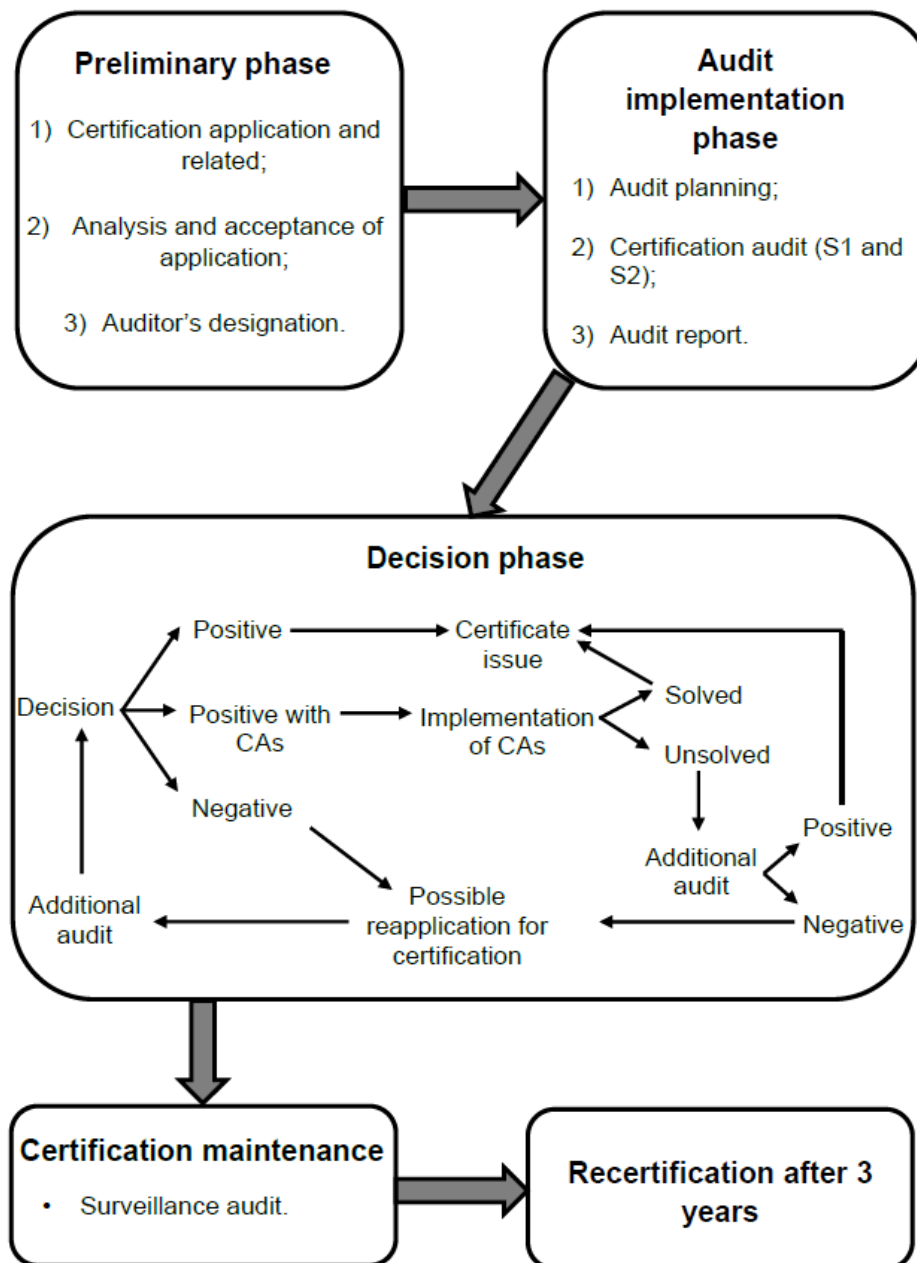 Preliminary phase
1) Certification application and
related;
2) Analysis and acceptance of
application;
3) Auditor's designation.
Audit
implementation
phase
1) Audit planning;
2) Certification audit (S1 and
S2);
3) Audit report.
Decision phase
Positive
Certificate
issue
Decision
Positive with
CAs
Implementation
of CAs
Solved
Unsolved
Negative
Positive
Additional
audit
Additional
audit
Possible
reapplication for
certification
Negative
Certification maintenance
• Surveillance audit.
Recertification after 3
years